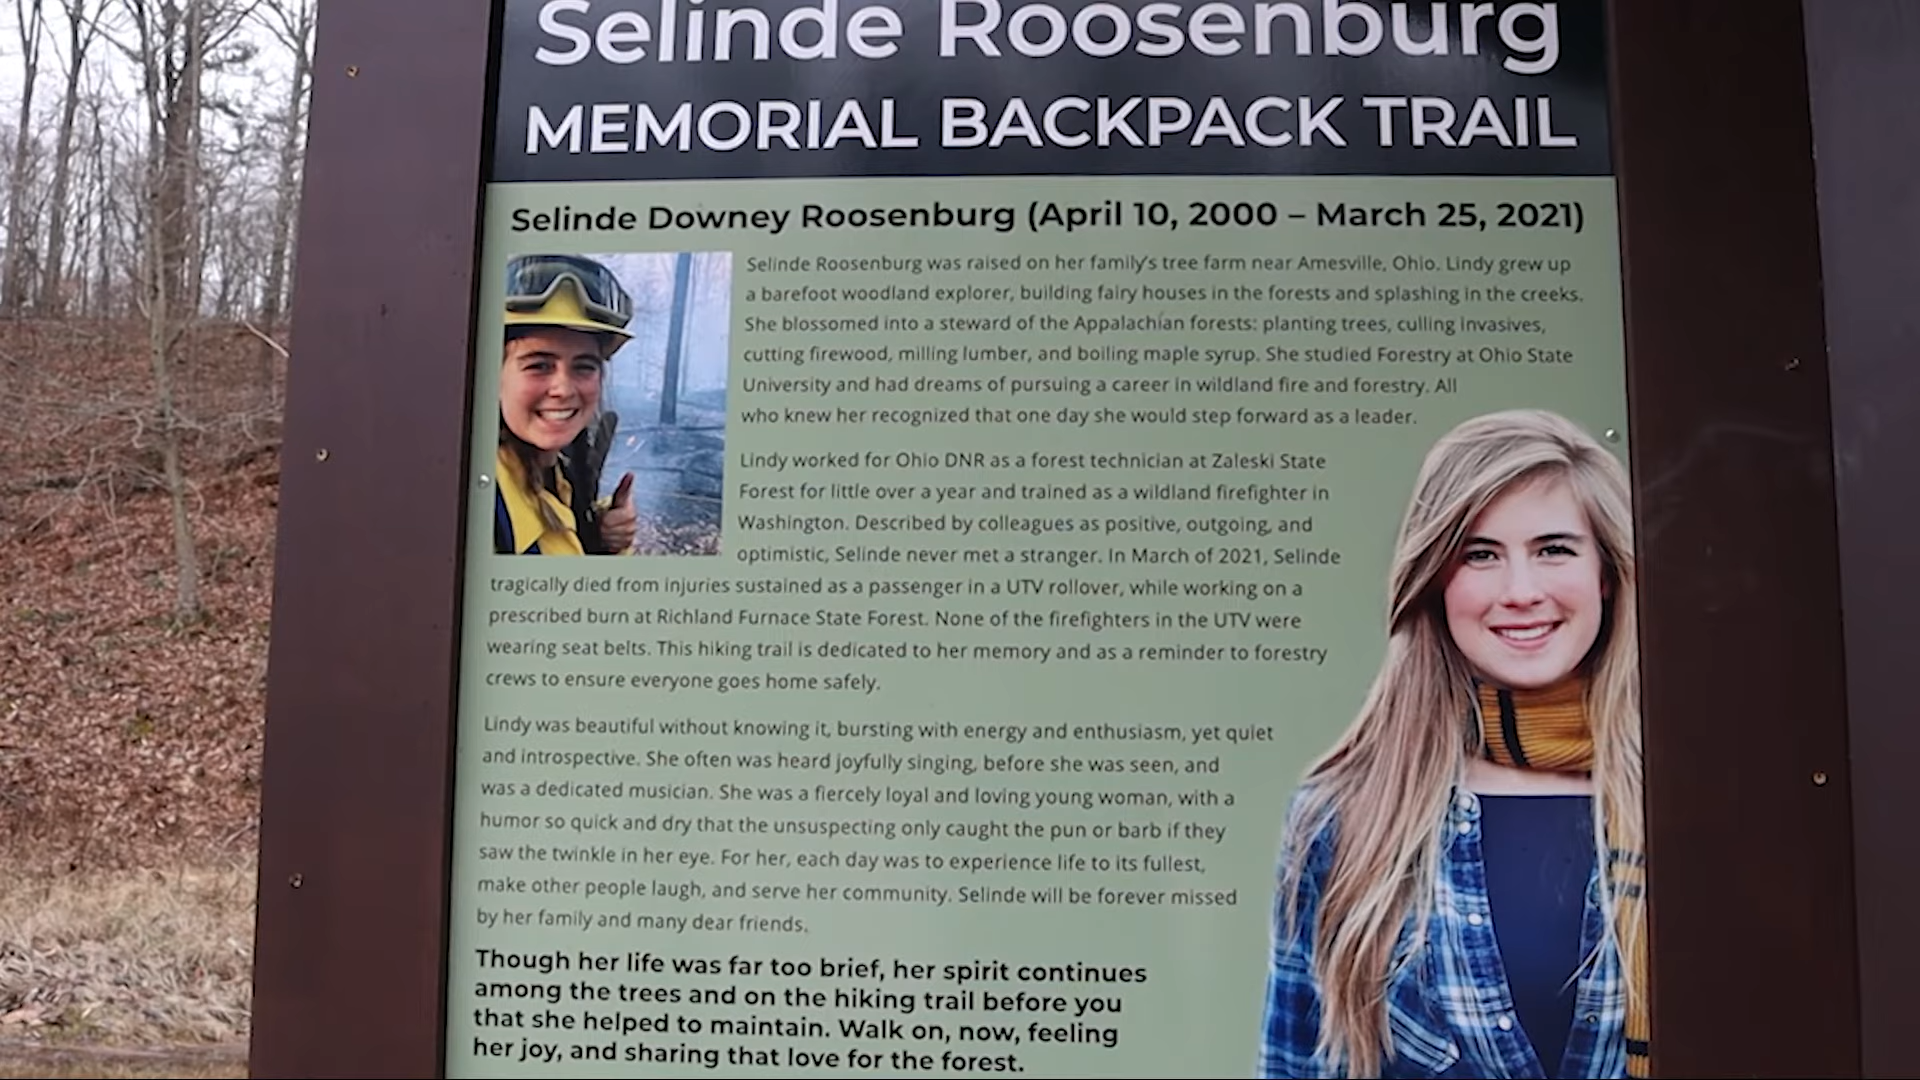 Selinde Roosenburg
MEMORIAL BACKPACK TRAIL
Selinde Downey Roosenburg (April 10, 2000 – March 25, 2021)
Selinde Roosenburg was raised on her family's tree farm near Amesville, Ohio. Lindy grew up
a barefoot woodland explorer, building fairy houses in the forests and splashing in the creeks.
She blossomed into a steward of the Appalachian forests: planting trees, culling invasives,
cutting firewood, milling lumber, and boiling maple syrup. She studied Forestry at Ohio State
University and had dreams of pursuing a career in wildland fire and forestry. All
who knew her recognized that one day she would step forward as a leader.
Lindy worked for Ohio DNR as a forest technician at Zaleski State
Forest for little over a year and trained as a wildland firefighter in
Washington. Described by colleagues as positive, outgoing, and
optimistic, Selinde never met a stranger. In March of 2021, Selinde
tragically died from injuries sustained as a passenger in a UTV rollover, while working on a
prescribed burn at Richland Furnace State Forest. None of the firefighters in the UTV were
wearing seat belts. This hiking trail is dedicated to her memory and as a reminder to forestry
crews to ensure everyone goes home safely.
Lindy was beautiful without knowing it, bursting with energy and enthusiasm, yet quiet
and introspective. She often was heard joyfully singing, before she was seen, and
was a dedicated musician. She was a fiercely loyal and loving young woman, with a
humor so quick and dry that the unsuspecting only caught the pun or barb if they
saw the twinkle in her eye. For her, each day was to experience life to its fullest,
make other people laugh, and serve her community. Selinde will be forever missed
by her family and many dear friends.
Though her life was far too brief, her spirit continues
among the trees and on the hiking trail before you
that she helped to maintain. Walk on, now, feeling
her joy, and sharing that love for the forest.